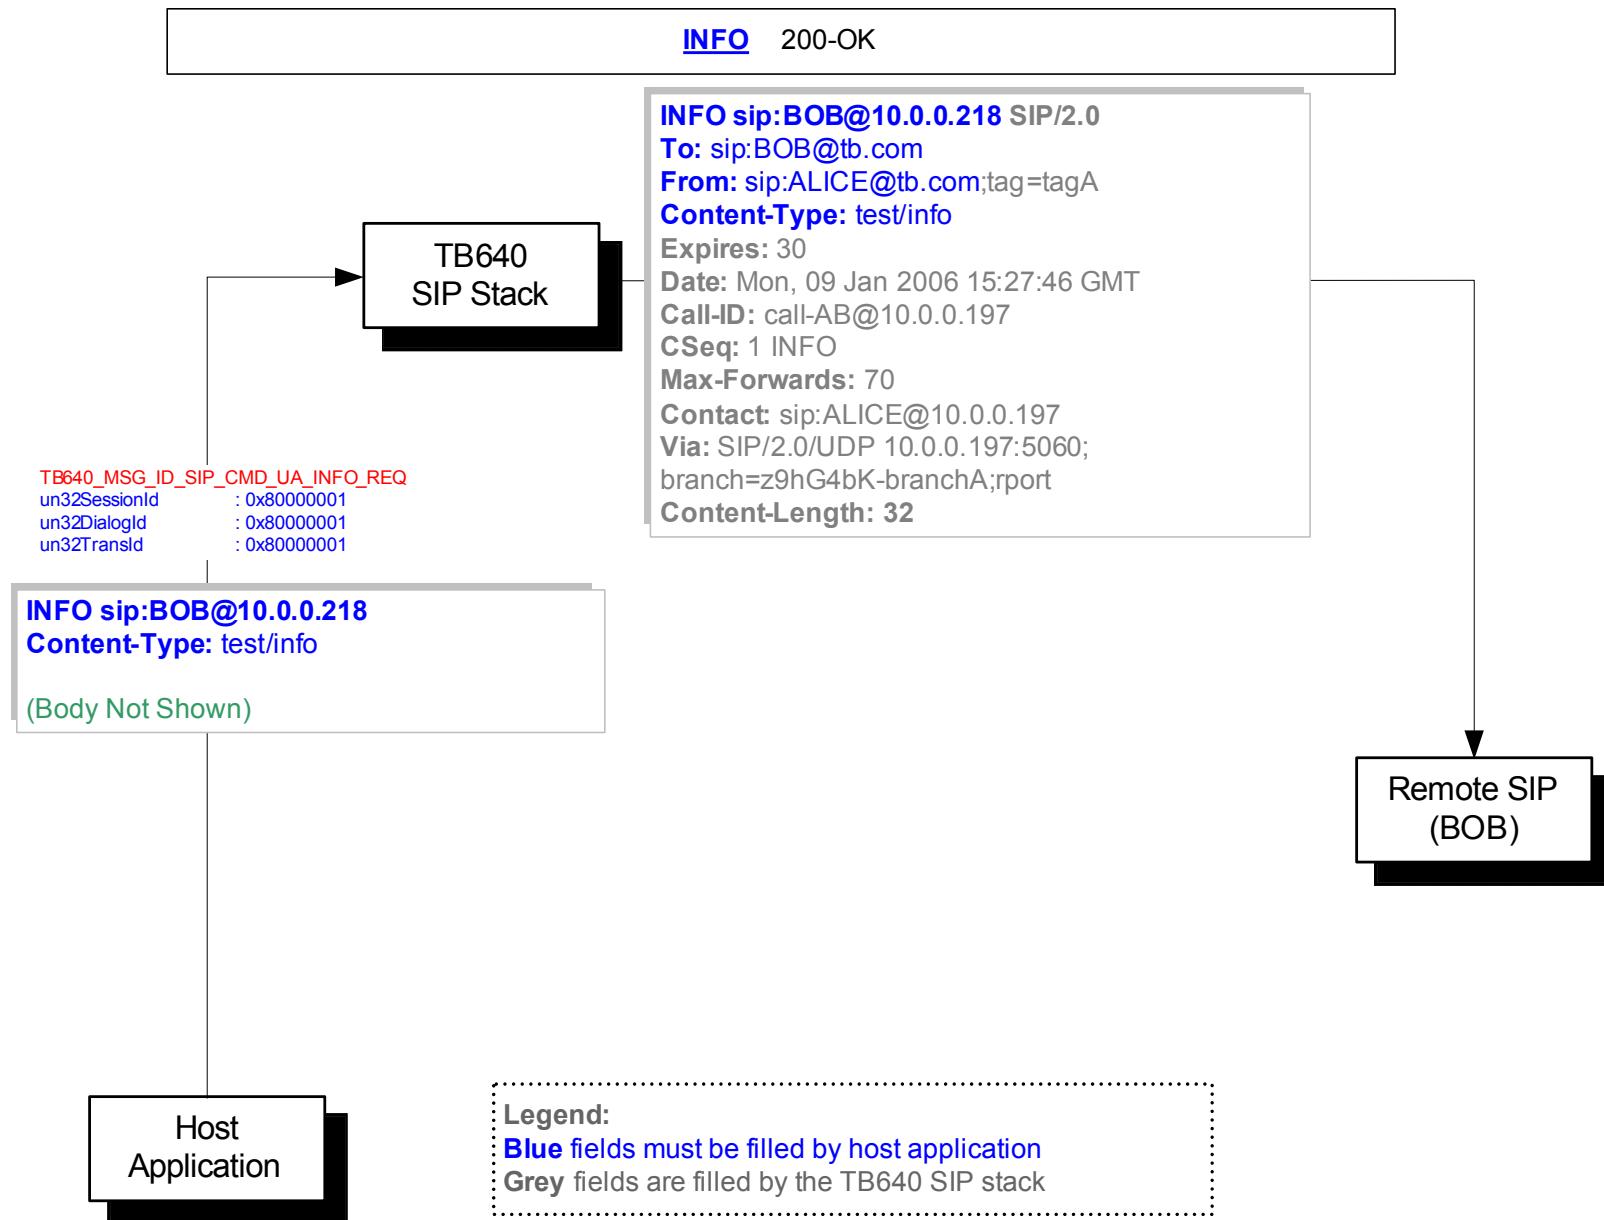 INFO 200-OK
INFO sip:BOB@10.0.0.218 SIP/2.0
To: sip:BOB@tb.com
From: sip:ALICE@tb.com;tag=tagA
Content-Type: test/info
Expires: 30
Date: Mon, 09 Jan 2006 15:27:46 GMT
Call-ID: call-AB@10.0.0.197
CSeq: 1 INFO
Max-Forwards: 70
Contact: sip:ALICE@10.0.0.197
Via: SIP/2.0/UDP 10.0.0.197:5060;
branch=z9hG4bK-branchA;rport
Content-Length: 32
TB640
SIP Stack
TB640_MSG_ID_SIP_CMD_UA_INFO_REQ
un32SessionId : 0x80000001
un32DialogId : 0x80000001
un32TransId : 0x80000001
INFO sip:BOB@10.0.0.218
Content-Type: test/info
(Body Not Shown)
Remote SIP
(BOB)
Host
Application
Legend:
Blue fields must be filled by host application
Grey fields are filled by the TB640 SIP stack